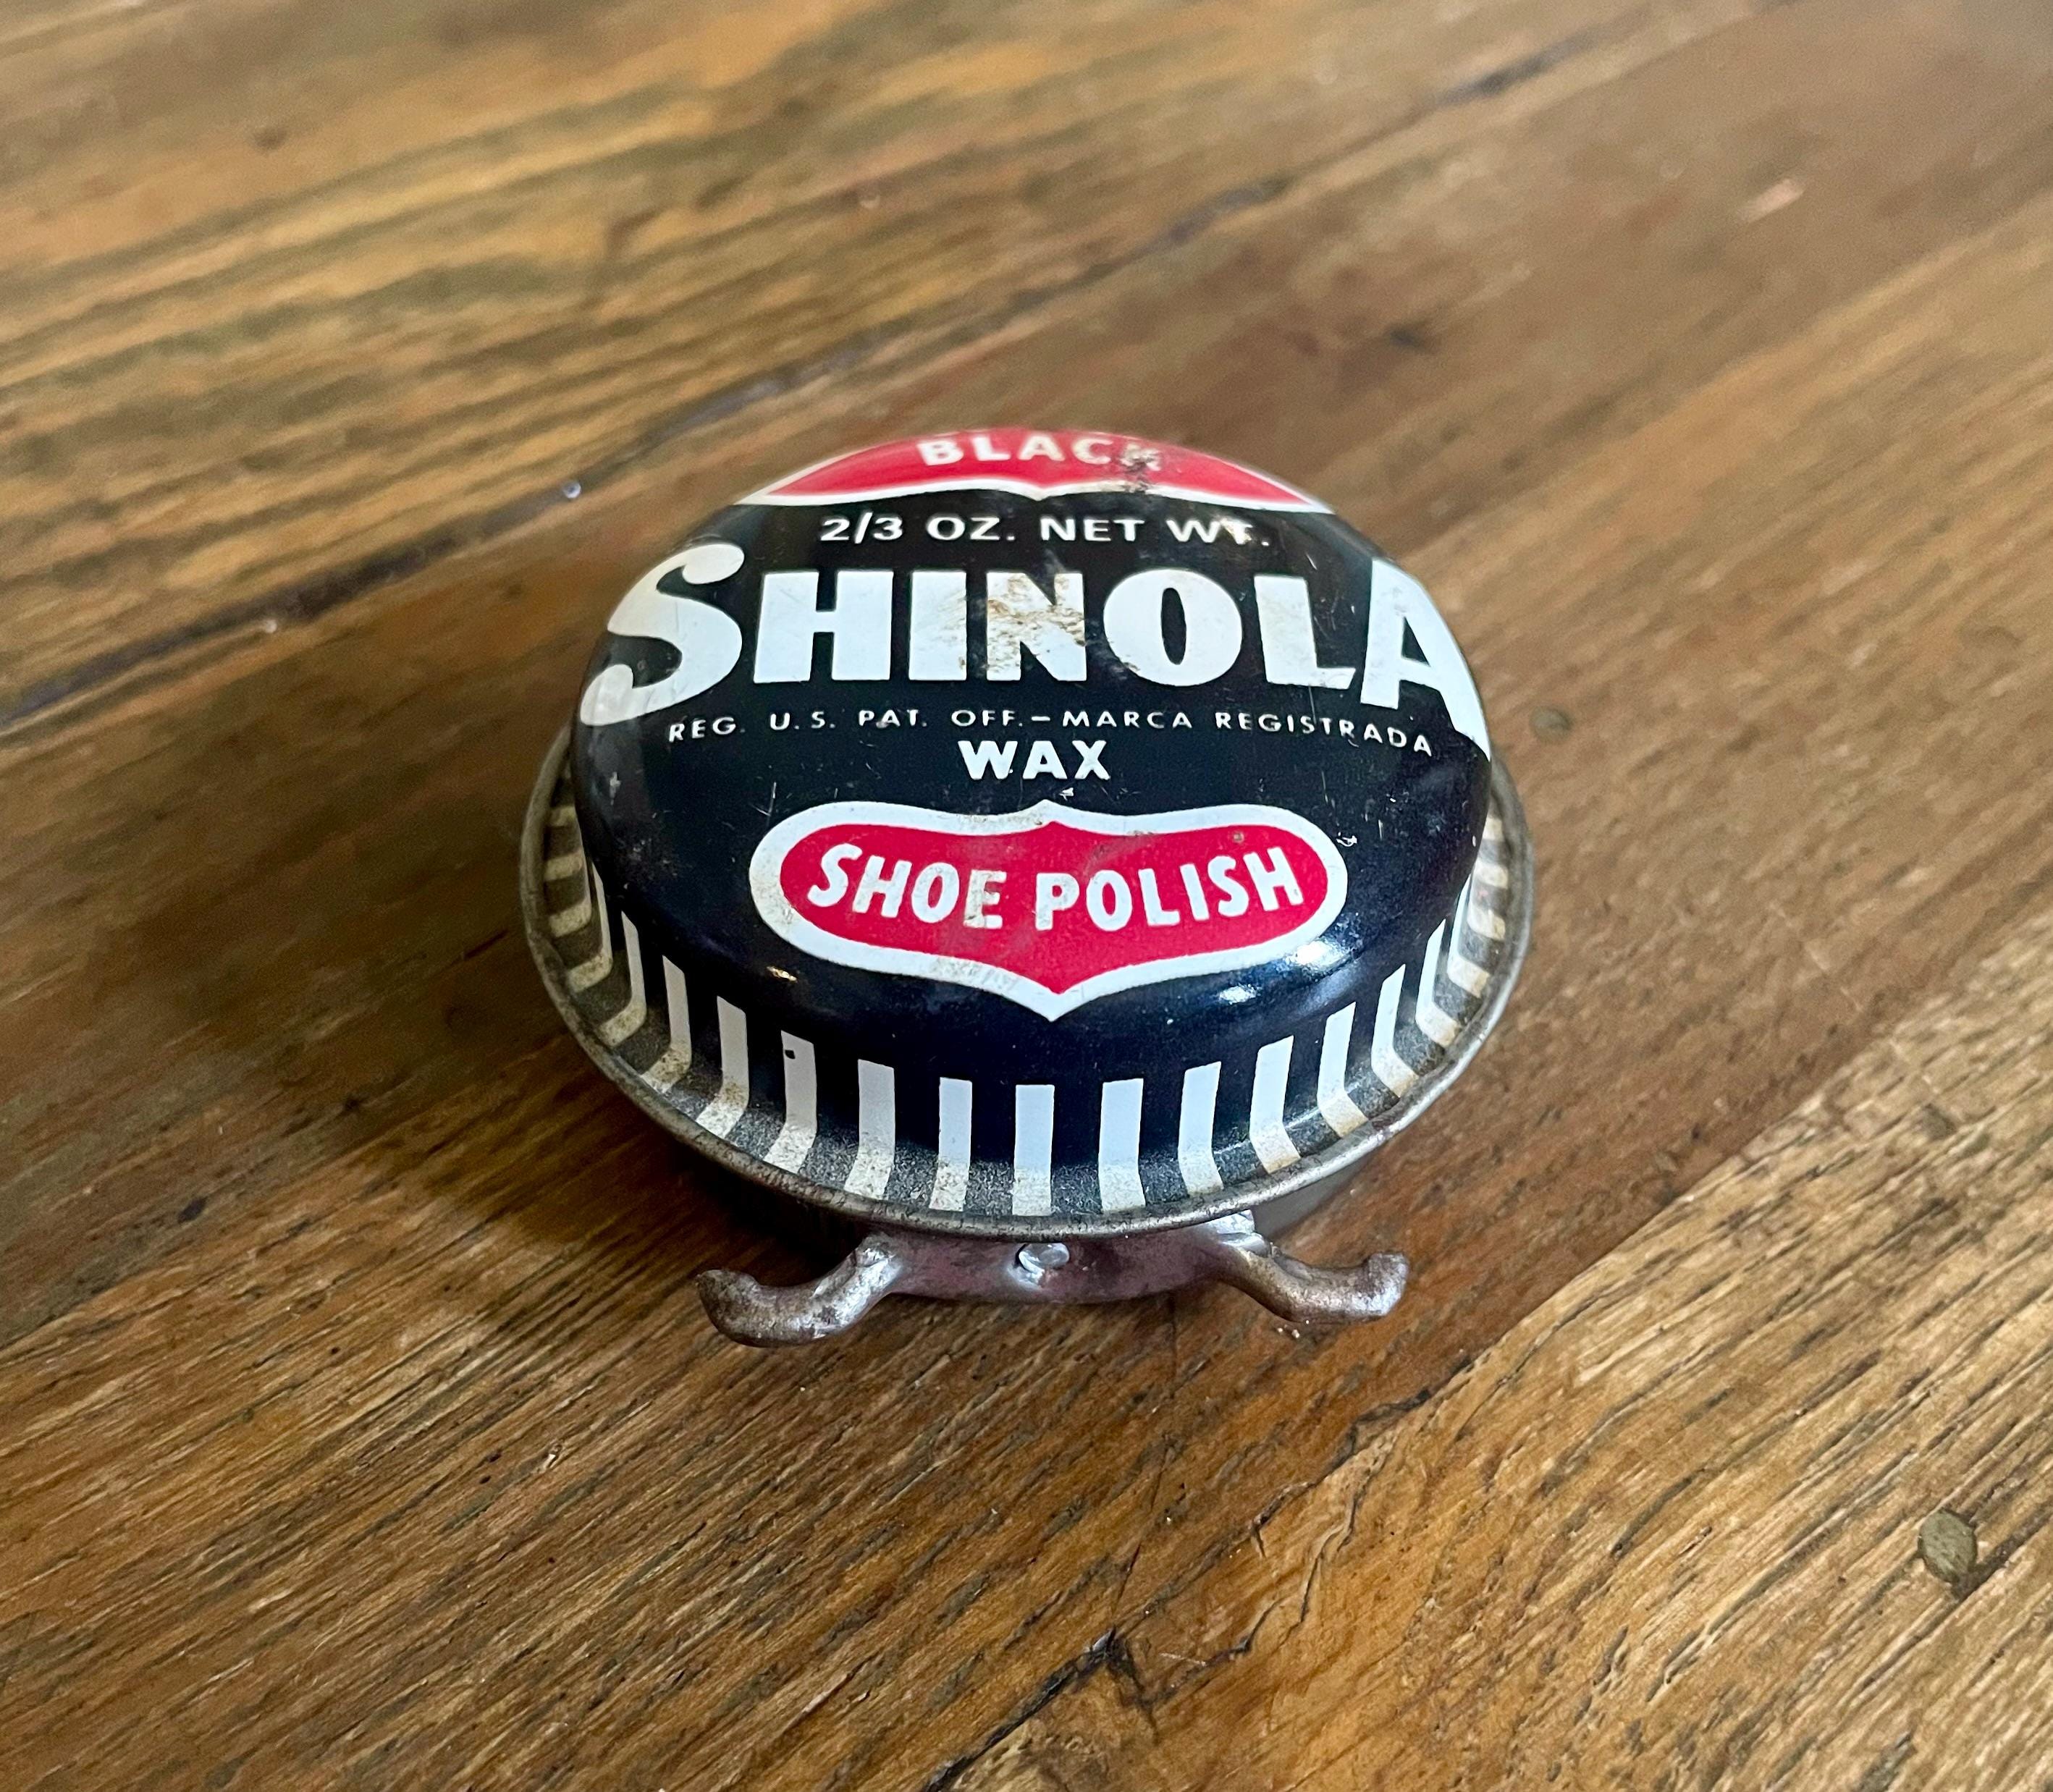 BLACK
2/3 OZ. NET WT.
SHINOLA
REG. U.S. PAT. OFF.–MARCA REGISTRADA
WAX
SHOE POLISH